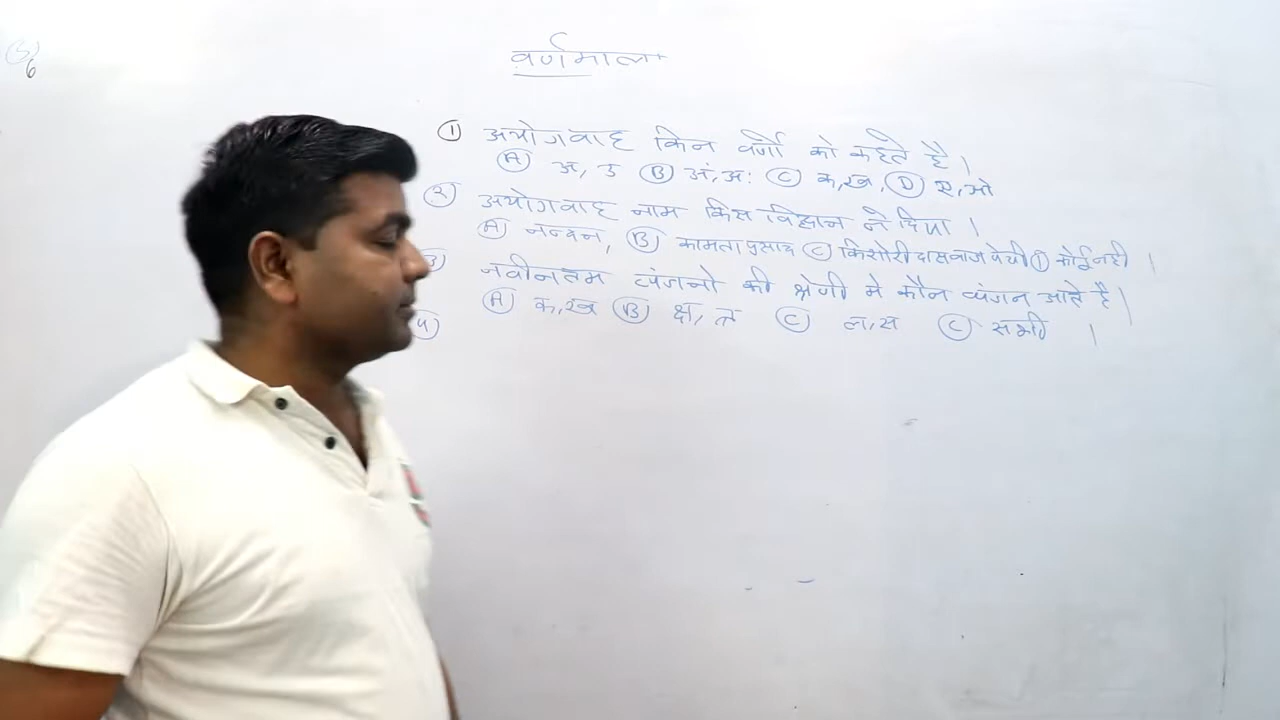 वर्णमाला
① अयोगवाह किन वर्णो को कहते है।
Ⓐ अ, उ Ⓑ अं, अः Ⓒ क, ख, Ⓓ ए, ओ
② अयोगवाह नाम किस विद्वान ने दिया।
Ⓐ नन्दन, Ⓑ कामता प्रसाद Ⓒ किशोरीदास वाजपेयी Ⓓ कोई नही।
③ नवीनतम व्यंजनो की श्रेणी मे कौन व्यंजन आते है।
Ⓐ क, ख Ⓑ क्ष, त्र Ⓒ ल, स Ⓒ सभी।